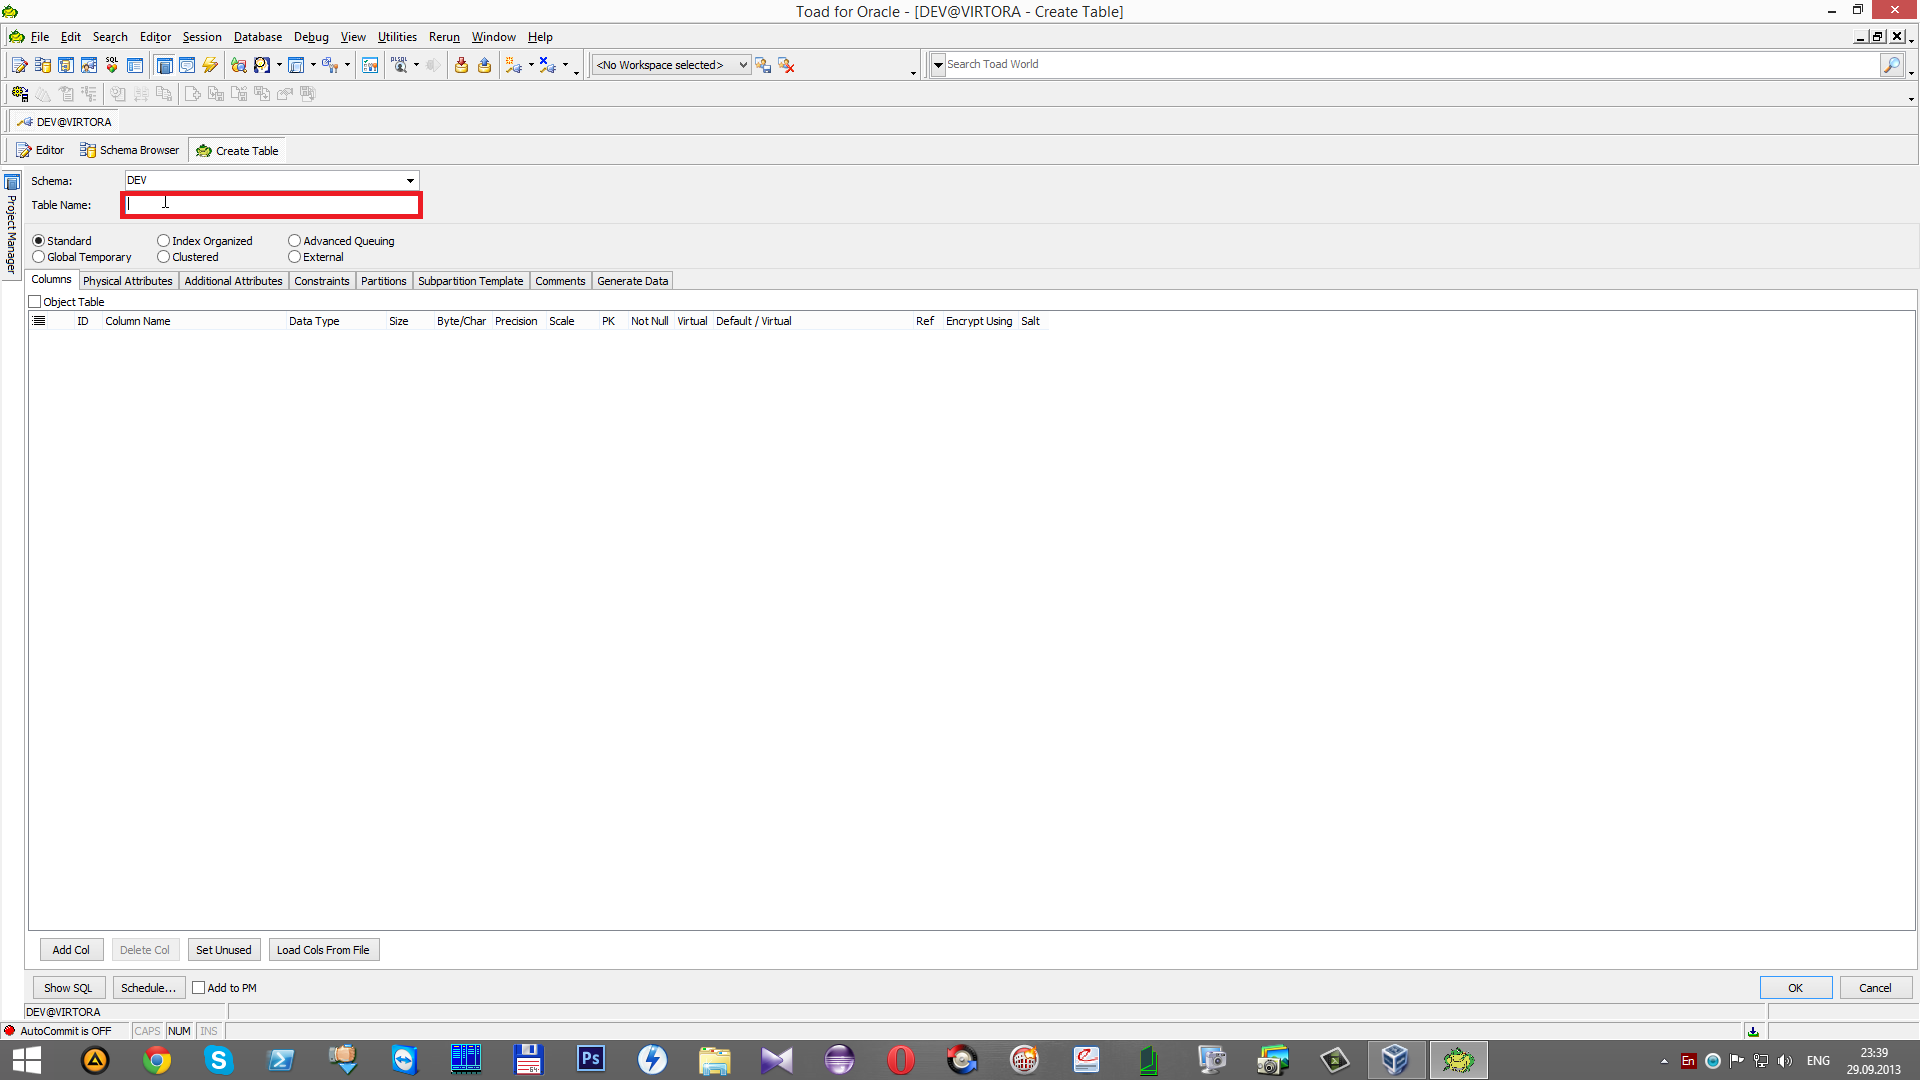 Toad for Oracle - [DEV@VIRTORA - Create Table]
File Edit Search Editor Session Database Debug View Utilities Rerun Window Help
SQL
<No Workspace selected>
Search Toad World
DEV@VIRTORA
Editor Schema Browser Create Table
Project Manager
Schema: DEV
Table Name:
Standard Index Organized Advanced Queuing
Global Temporary Clustered External
Columns Physical Attributes Additional Attributes Constraints Partitions Subpartition Template Comments Generate Data
Object Table
ID Column Name Data Type Size Byte/Char Precision Scale PK Not Null Virtual Default / Virtual Ref Encrypt Using Salt
Add Col Delete Col Set Unused Load Cols From File
Show SQL Schedule... Add to PM OK Cancel
DEV@VIRTORA
AutoCommit is OFF CAPS NUM INS
64 Ps En ENG 23:39
29.09.2013